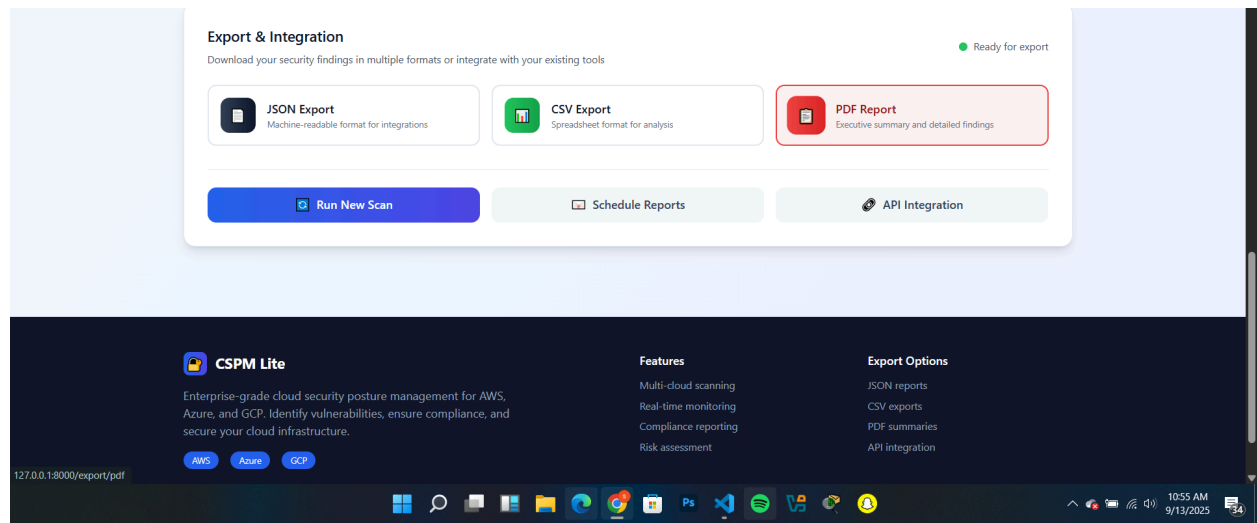 Export & Integration
Download your security findings in multiple formats or integrate with your existing tools
Ready for export
JSON Export
Machine-readable format for integrations
CSV Export
Spreadsheet format for analysis
PDF Report
Executive summary and detailed findings
Run New Scan
Schedule Reports
API Integration
CSPM Lite
Enterprise-grade cloud security posture management for AWS,
Azure, and GCP. Identify vulnerabilities, ensure compliance, and
secure your cloud infrastructure.
AWS
Azure
GCP
Features
Multi-cloud scanning
Real-time monitoring
Compliance reporting
Risk assessment
Export Options
JSON reports
CSV exports
PDF summaries
API integration
127.0.0.1:8000/export/pdf
Ps
10:55 AM
9/13/2025
34